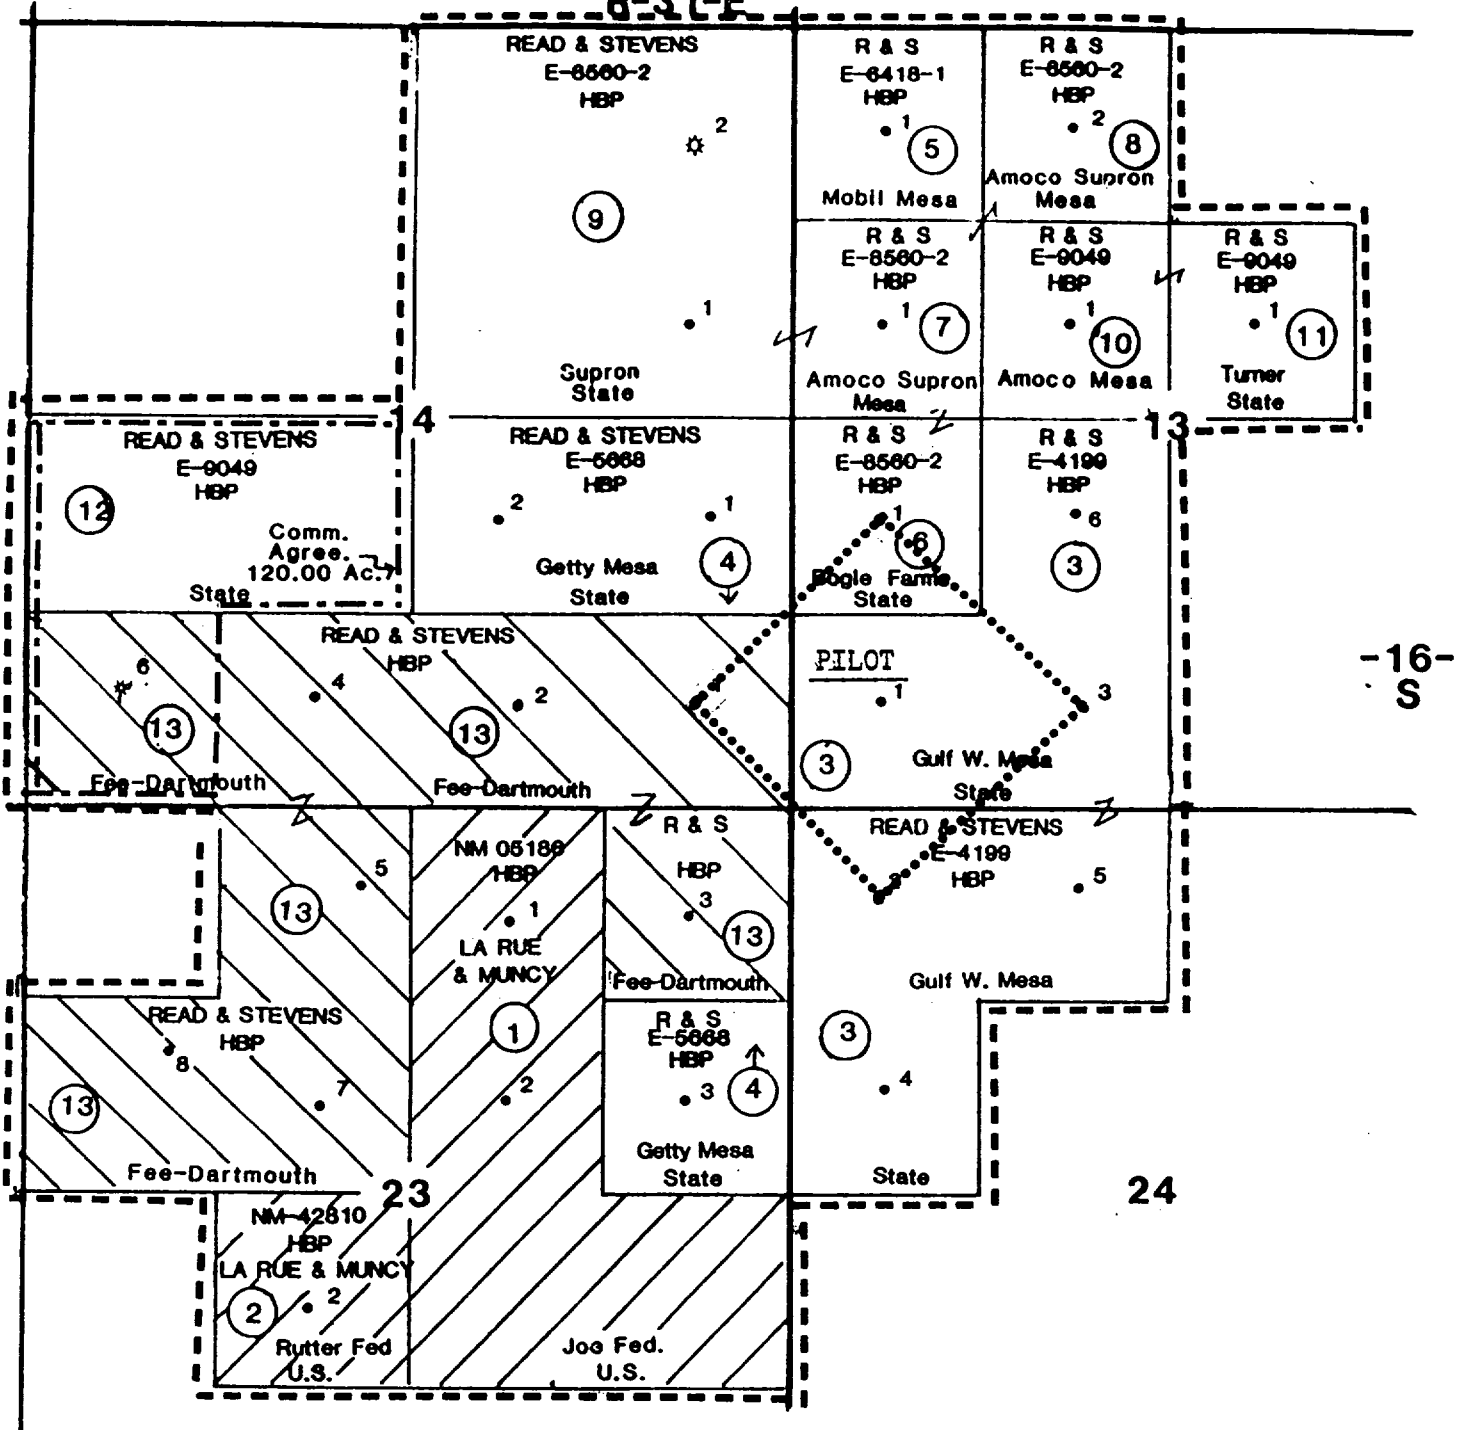 READ & STEVENS
E-6560-2
HBP
2
9
1
Supron
State
R & S
E-6418-1
HBP
1
5
Mobil Mesa
R & S
E-8560-2
HBP
2
8
Amoco Supron
Mesa
R & S
E-8560-2
HBP
1
7
Amoco Supron
Mesa
R & S
E-9049
HBP
1
10
Amoco Mesa
R & S
E-9049
HBP
1
11
Turner
State
14
13
READ & STEVENS
E-9049
HBP
12
Comm.
Agree.
120.00 Ac.
State
READ & STEVENS
E-5668
HBP
2
1
4
Getty Mesa
State
R & S
E-8560-2
HBP
1
6
Bogle Farms
State
R & S
E-4199
HBP
6
3
READ & STEVENS
HBP
6
4
2
13
13
Fee-Dartmouth
Fee-Dartmouth
PILOT
1
3
3
Gulf W. Mesa
State
-16-
S
5
13
NM 05186
HBP
1
LA RUE
& MUNCY
1
2
R & S
HBP
3
13
Fee-Dartmouth
READ & STEVENS
E-4199
HBP
5
Gulf W. Mesa
READ & STEVENS
HBP
8
7
13
Fee-Dartmouth
R & S
E-5668
HBP
3
4
Getty Mesa
State
3
4
State
23
24
NM-42810
HBP
LA RUE & MUNCY
2
2
Rutter Fed
U.S.
Joe Fed.
U.S.